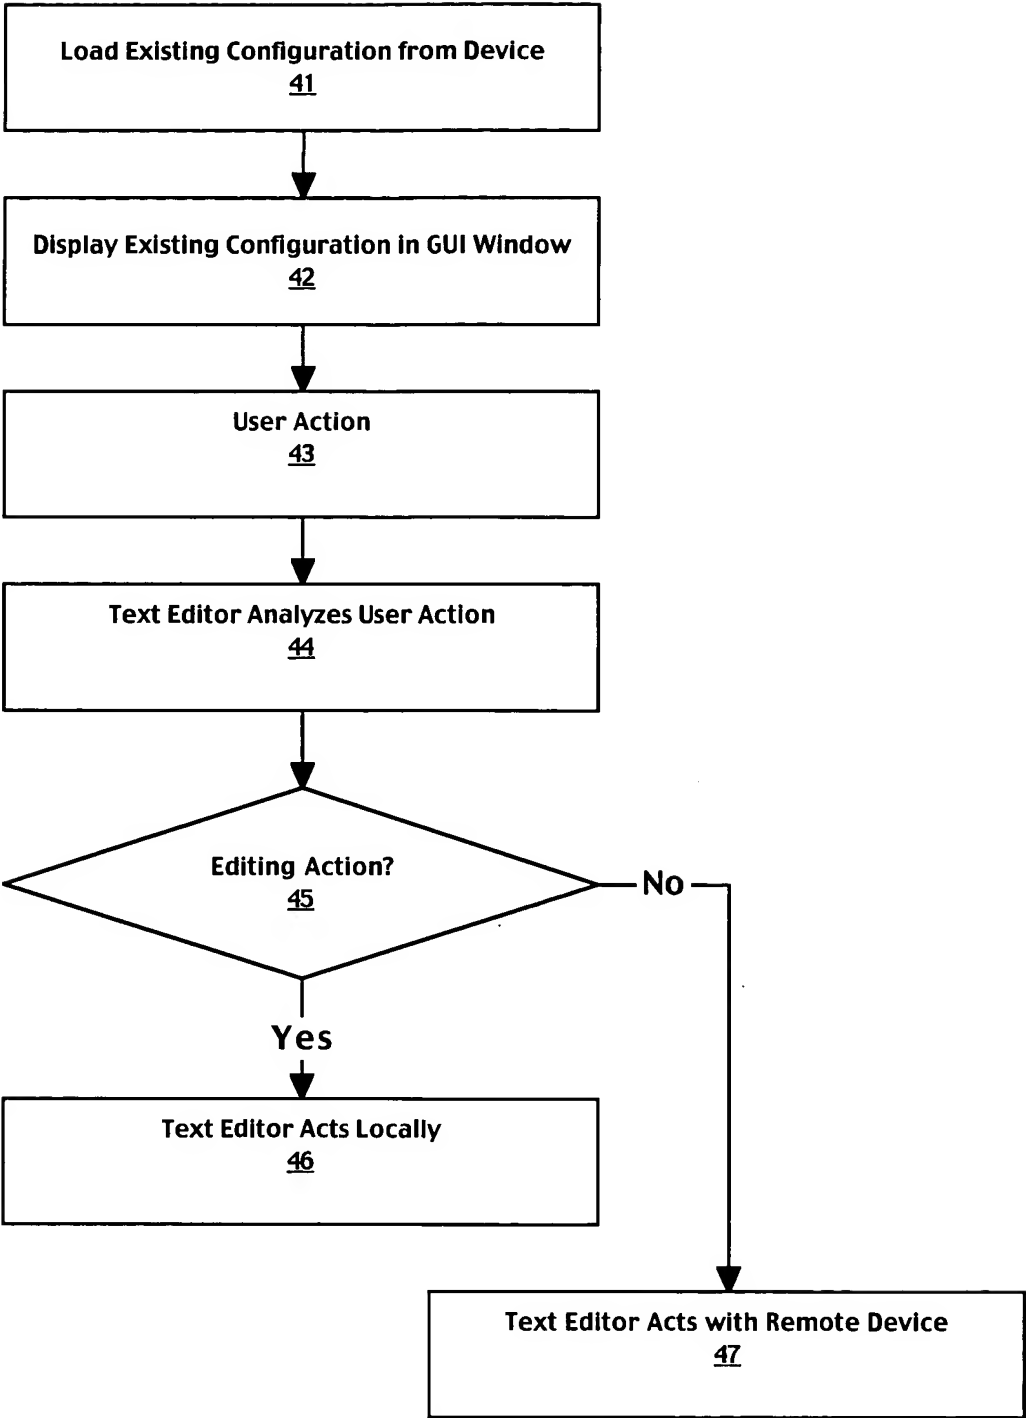 Load Existing Configuration from Device
41
Display Existing Configuration in GUI Window
42
User Action
43
Text Editor Analyzes User Action
44
Editing Action?
45
No
Yes
Text Editor Acts Locally
46
Text Editor Acts with Remote Device
47